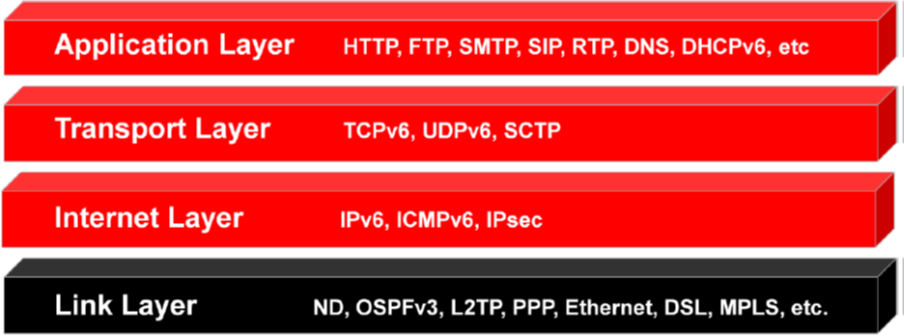 Application Layer HTTP, FTP, SMTP, SIP, RTP, DNS, DHCPv6, etc
Transport Layer TCPv6, UDPv6, SCTP
Internet Layer IPv6, ICMPv6, IPsec
Link Layer ND, OSPFv3, L2TP, PPP, Ethernet, DSL, MPLS, etc.